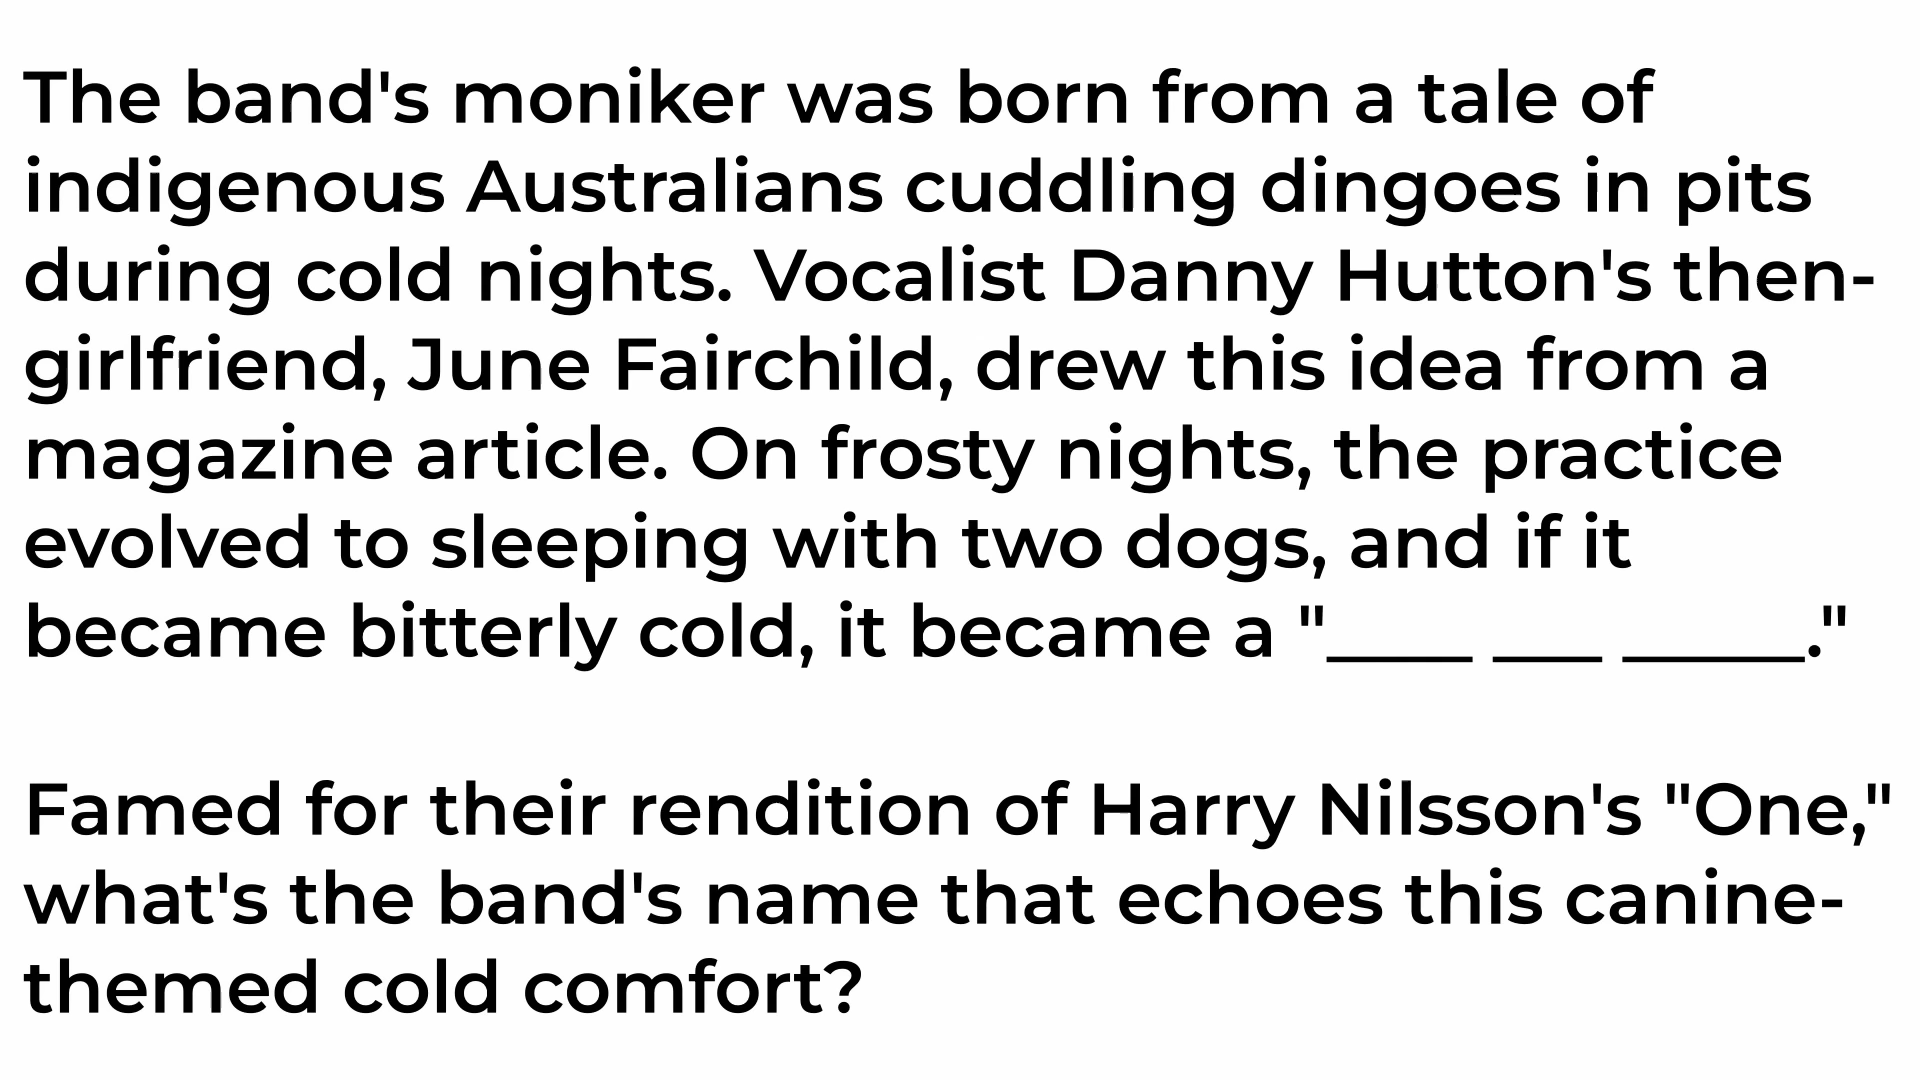 The band's moniker was born from a tale of
indigenous Australians cuddling dingoes in pits
during cold nights. Vocalist Danny Hutton's then-
girlfriend, June Fairchild, drew this idea from a
magazine article. On frosty nights, the practice
evolved to sleeping with two dogs, and if it
became bitterly cold, it became a "____ ___ _____."
Famed for their rendition of Harry Nilsson's "One,"
what's the band's name that echoes this canine-
themed cold comfort?